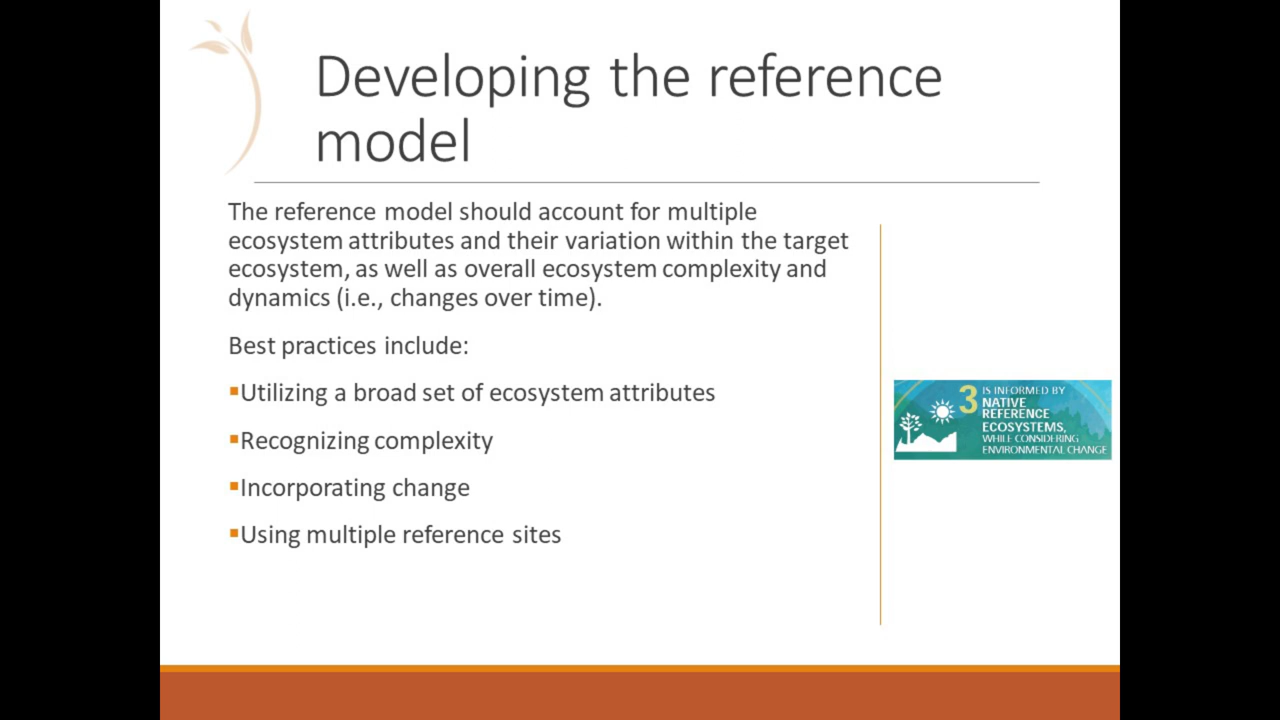 Developing the reference
model
The reference model should account for multiple
ecosystem attributes and their variation within the target
ecosystem, as well as overall ecosystem complexity and
dynamics (i.e., changes over time).
Best practices include:
▪Utilizing a broad set of ecosystem attributes
▪Recognizing complexity
▪Incorporating change
▪Using multiple reference sites
3 IS INFORMED BY
NATIVE
REFERENCE
ECOSYSTEMS,
WHILE CONSIDERING
ENVIRONMENTAL CHANGE